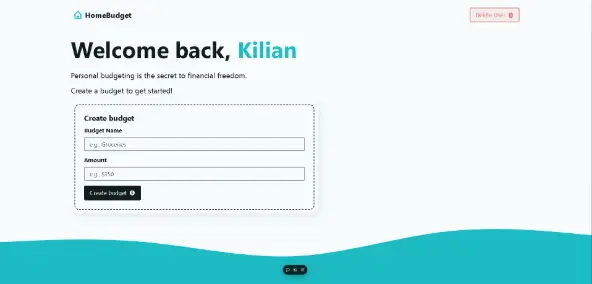 HomeBudget
Delete User
Welcome back, Kilian
Personal budgeting is the secret to financial freedom.
Create a budget to get started!
Create budget
Budget Name
e.g., Groceries
Amount
e.g., $350
Create budget